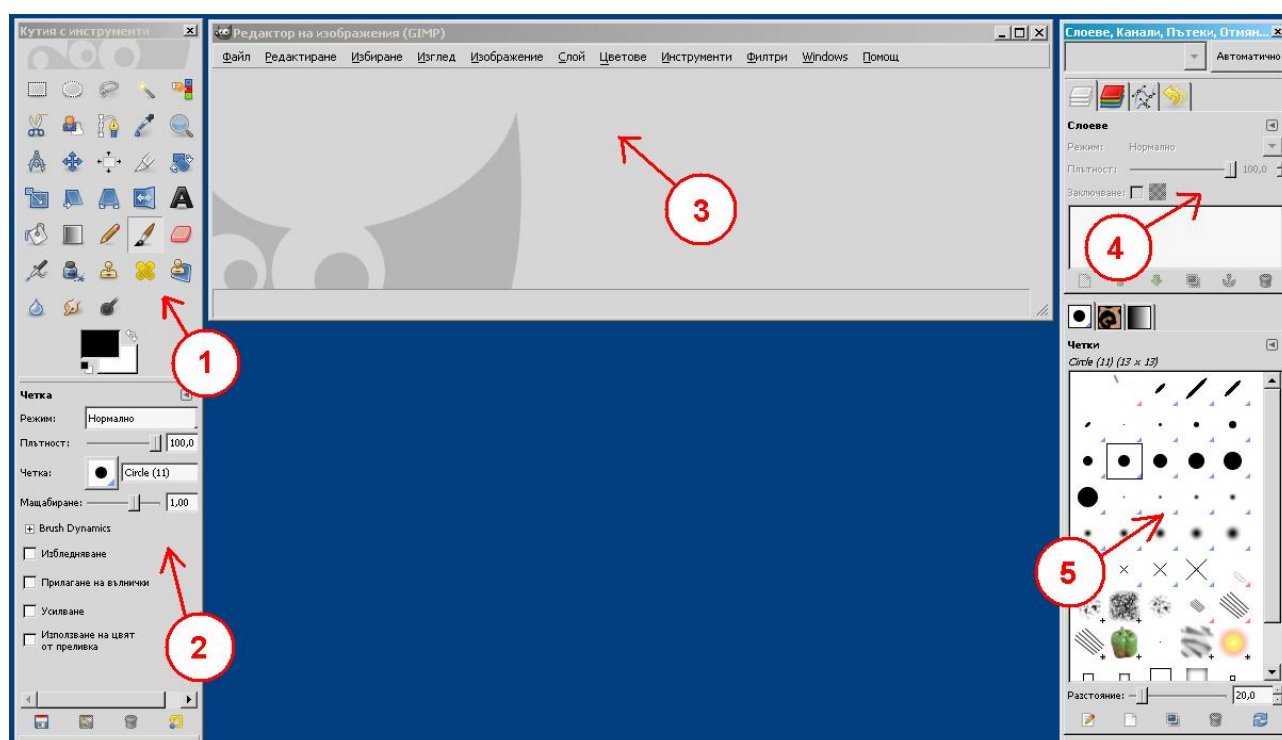 Кутия с инструменти
1
Четка
Режим: Нормално
Плътност: 100,0
Четка: Circle (11)
Мащабиране: 1,00
Brush Dynamics
Избледняване
Прилагане на вълнички
Усилване
Използване на цвят
от преливка
2
Редактор на изображения (GIMP)
Файл Редактиране Избиране Изглед Изображение Слой Цветове Инструменти Филтри Windows Помощ
3
Слоеве, Канали, Пътеки, Отмян...
Автоматично
Слоеве
Режим: Нормално
Плътност: 100,0
Заключване:
4
Четки
Circle (11) (13 × 13)
5
Разстояние: 20,0